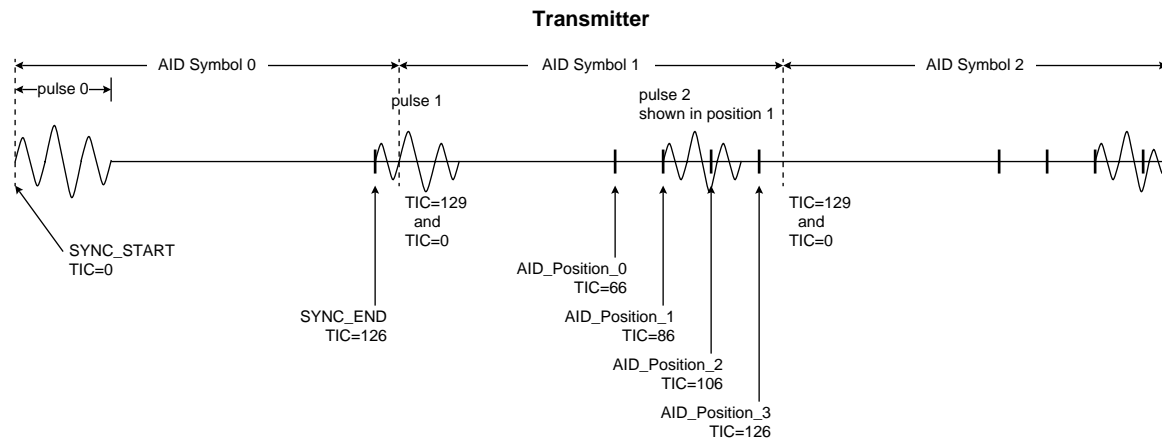 Transmitter
AID Symbol 0
AID Symbol 1
AID Symbol 2
pulse 0
pulse 1
pulse 2
shown in position 1
SYNC_START
TIC=0
TIC=129
and
TIC=0
TIC=129
and
TIC=0
AID_Position_0
TIC=66
SYNC_END
TIC=126
AID_Position_1
TIC=86
AID_Position_2
TIC=106
AID_Position_3
TIC=126